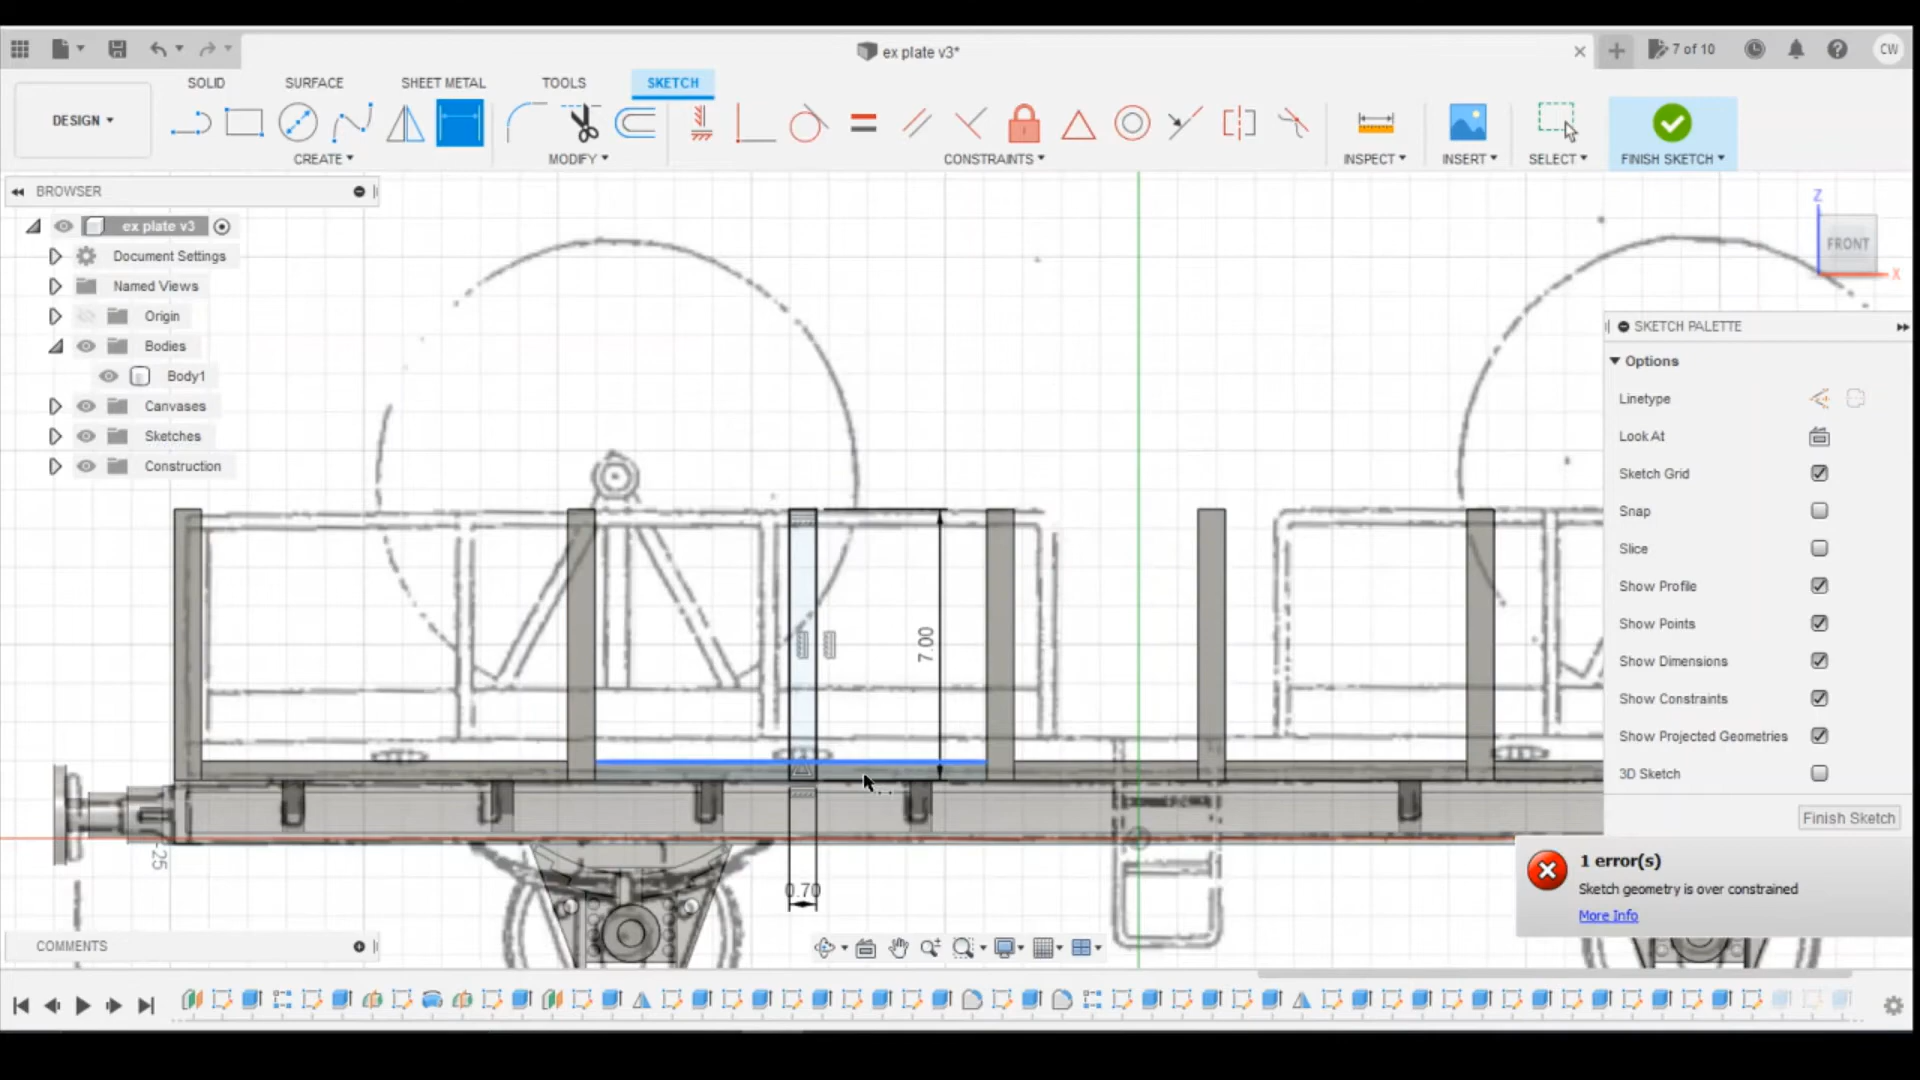 ex plate v3*
7 of 10
CW
SOLID
SURFACE
SHEET METAL
TOOLS
SKETCH
DESIGN
CREATE
MODIFY
CONSTRAINTS
INSPECT
INSERT
SELECT
FINISH SKETCH
BROWSER
ex plate v3
Document Settings
Named Views
Origin
Bodies
Body1
Canvases
Sketches
Construction
Z
FRONT
X
SKETCH PALETTE
Options
Linetype
Look At
Sketch Grid
Snap
Slice
Show Profile
Show Points
Show Dimensions
Show Constraints
Show Projected Geometries
3D Sketch
Finish Sketch
7.00
-25
0.70
1 error(s)
Sketch geometry is over constrained
More Info
COMMENTS